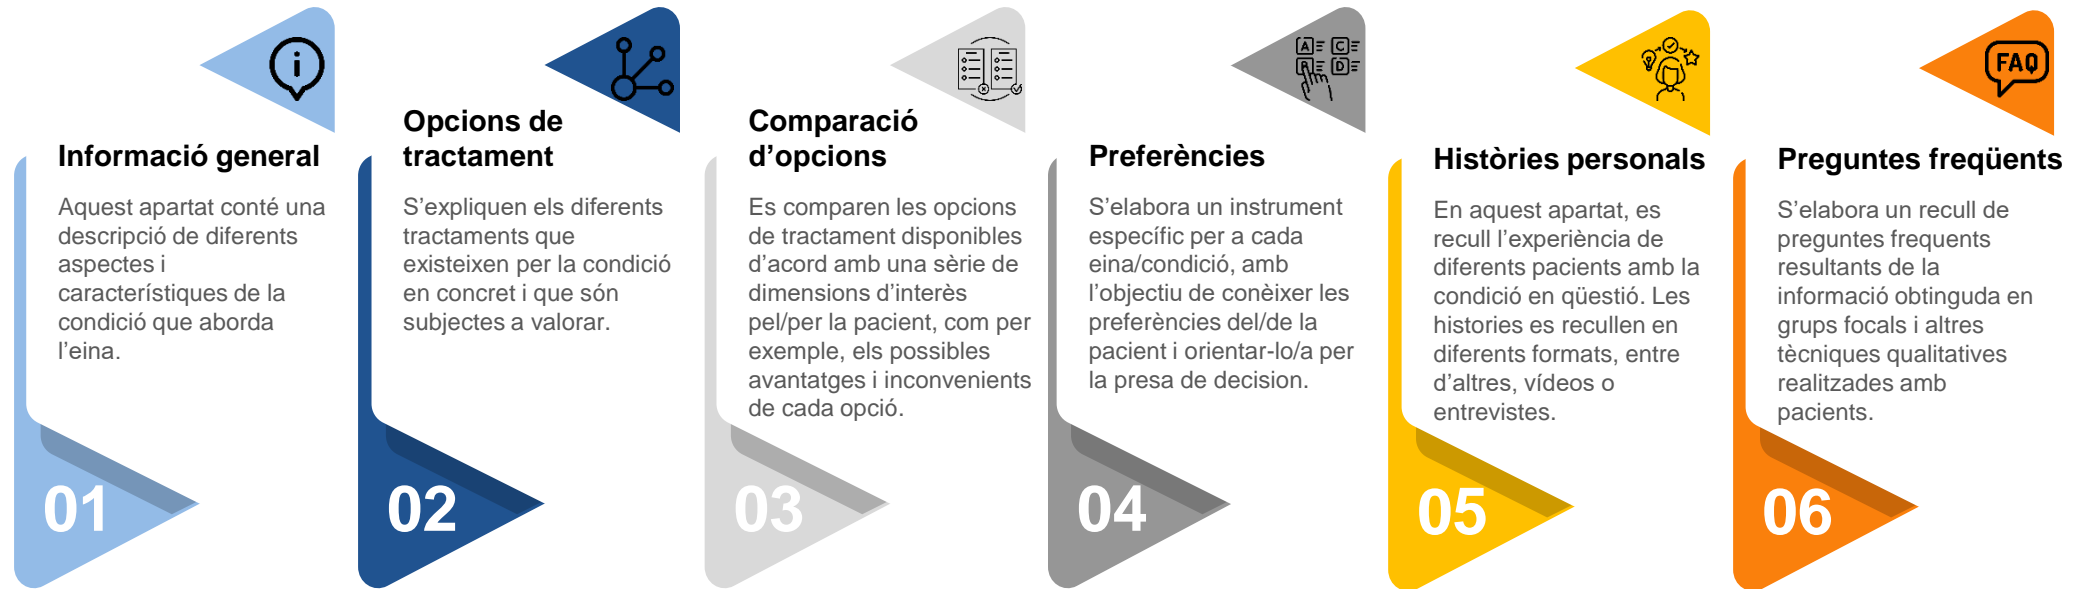 Informació general
Aquest apartat conté una
descripció de diferents
aspectes i
característiques de la
condició que aborda
l’eina.
01
Opcions de
tractament
S’expliquen els diferents
tractaments que
existeixen per la condició
en concret i que són
subjectes a valorar.
02
Comparació
d’opcions
Es comparen les opcions
de tractament disponibles
d’acord amb una sèrie de
dimensions d’interès
pel/per la pacient, com per
exemple, els possibles
avantatges i inconvenients
de cada opció.
03
A C
B D
Preferències
S’elabora un instrument
específic per a cada
eina/condició, amb
l’objectiu de conèixer les
preferències del/de la
pacient i orientar-lo/a per
la presa de decision.
04
Històries personals
En aquest apartat, es
recull l’experiència de
diferents pacients amb la
condició en qüestió. Les
histories es recullen en
diferents formats, entre
d’altres, vídeos o
entrevistes.
05
FAQ
Preguntes freqüents
S’elabora un recull de
preguntes frequents
resultants de la
informació obtinguda en
grups focals i altres
tècniques qualitatives
realitzades amb
pacients.
06